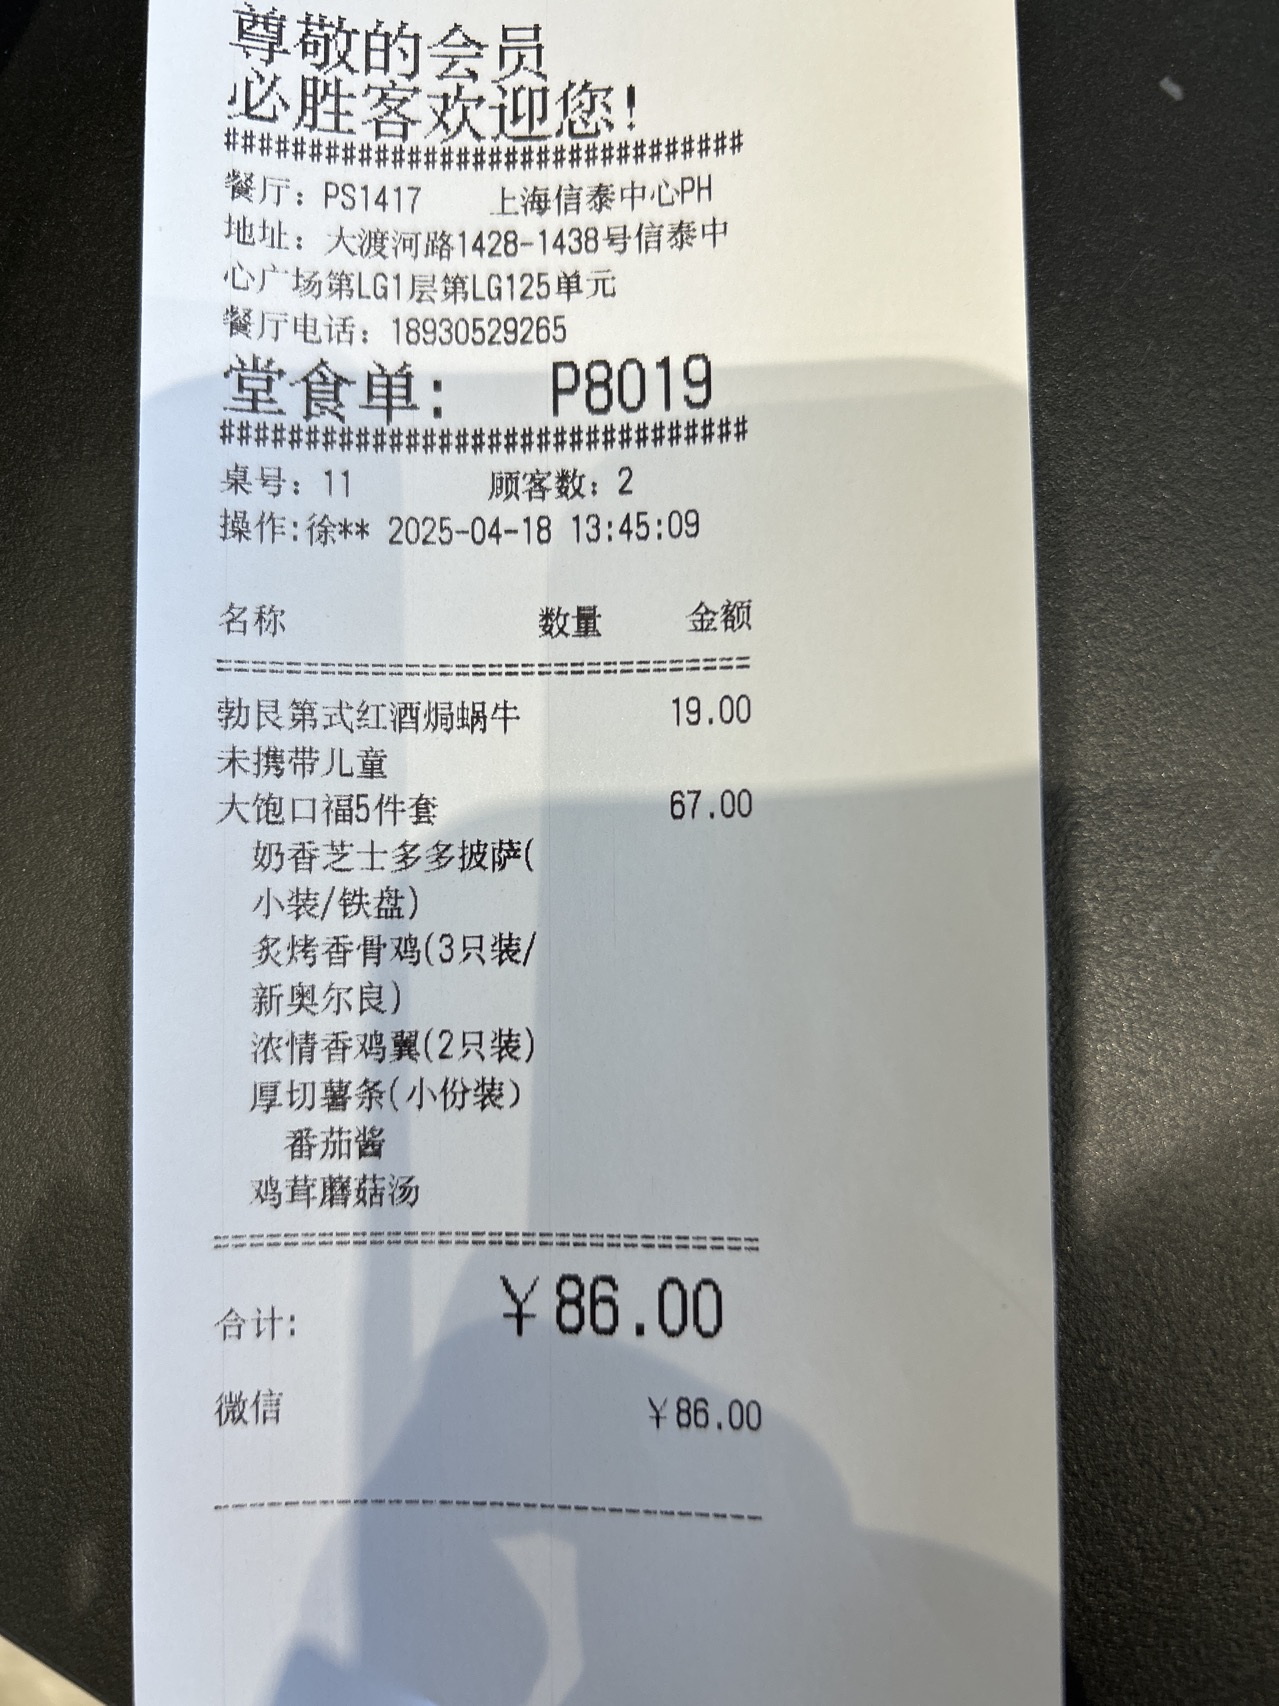 尊敬的会员
必胜客欢迎您!
###############################
餐厅: PS1417 上海信泰中心PH
地址: 大渡河路1428-1438号信泰中
心广场第LG1层第LG125单元
餐厅电话: 18930529265
堂食单: P8019
###############################
桌号: 11 顾客数: 2
操作:徐** 2025-04-18 13:45:09
名称 数量 金额
===============================
勃艮第式红酒焗蜗牛 19.00
未携带儿童
大饱口福5件套 67.00
奶香芝士多多披萨(
小装/铁盘)
炙烤香骨鸡(3只装/
新奥尔良)
浓情香鸡翼(2只装)
厚切薯条(小份装)
番茄酱
鸡茸蘑菇汤
===============================
合计: ￥86.00
微信 ￥86.00
-------------------------------